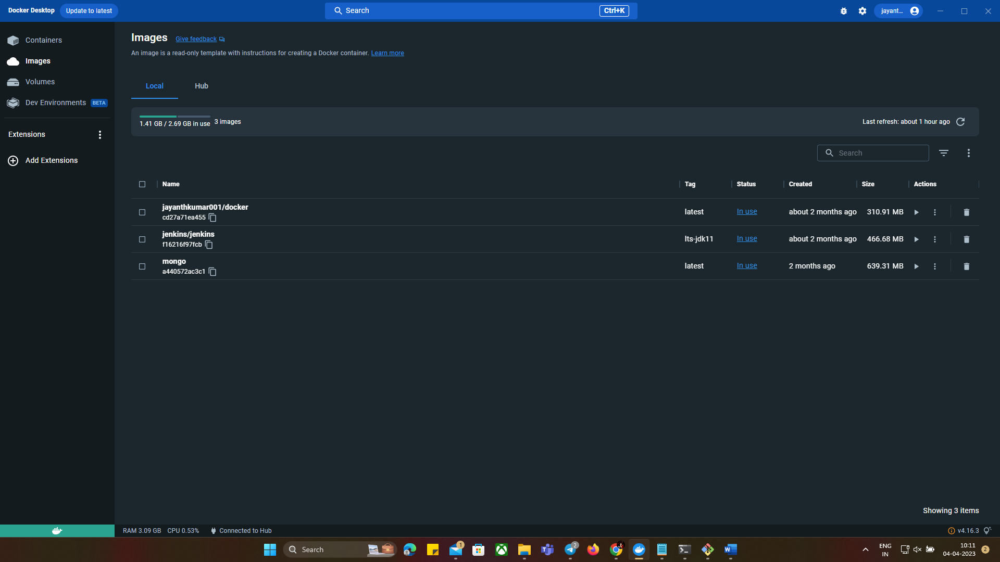 Docker Desktop
Update to latest
Search
Ctrl+K
jayant...
Containers
Images
Volumes
Dev Environments BETA
Extensions
Add Extensions
Images
Give feedback
An image is a read-only template with instructions for creating a Docker container. Learn more
Local Hub
1.41 GB / 2.69 GB in use 3 images
Last refresh: about 1 hour ago
Search
Name Tag Status Created Size Actions
jayanthkumar001/docker
cd27a71ea455
latest In use about 2 months ago 310.91 MB
jenkins/jenkins
f16216f97fcb
lts-jdk11 In use about 2 months ago 466.68 MB
mongo
a440572ac3c1
latest In use 2 months ago 639.31 MB
Showing 3 items
RAM 3.09 GB CPU 0.53% Connected to Hub
v4.16.3
Search
1
2
ENG
IN
10:11
04-04-2023
2